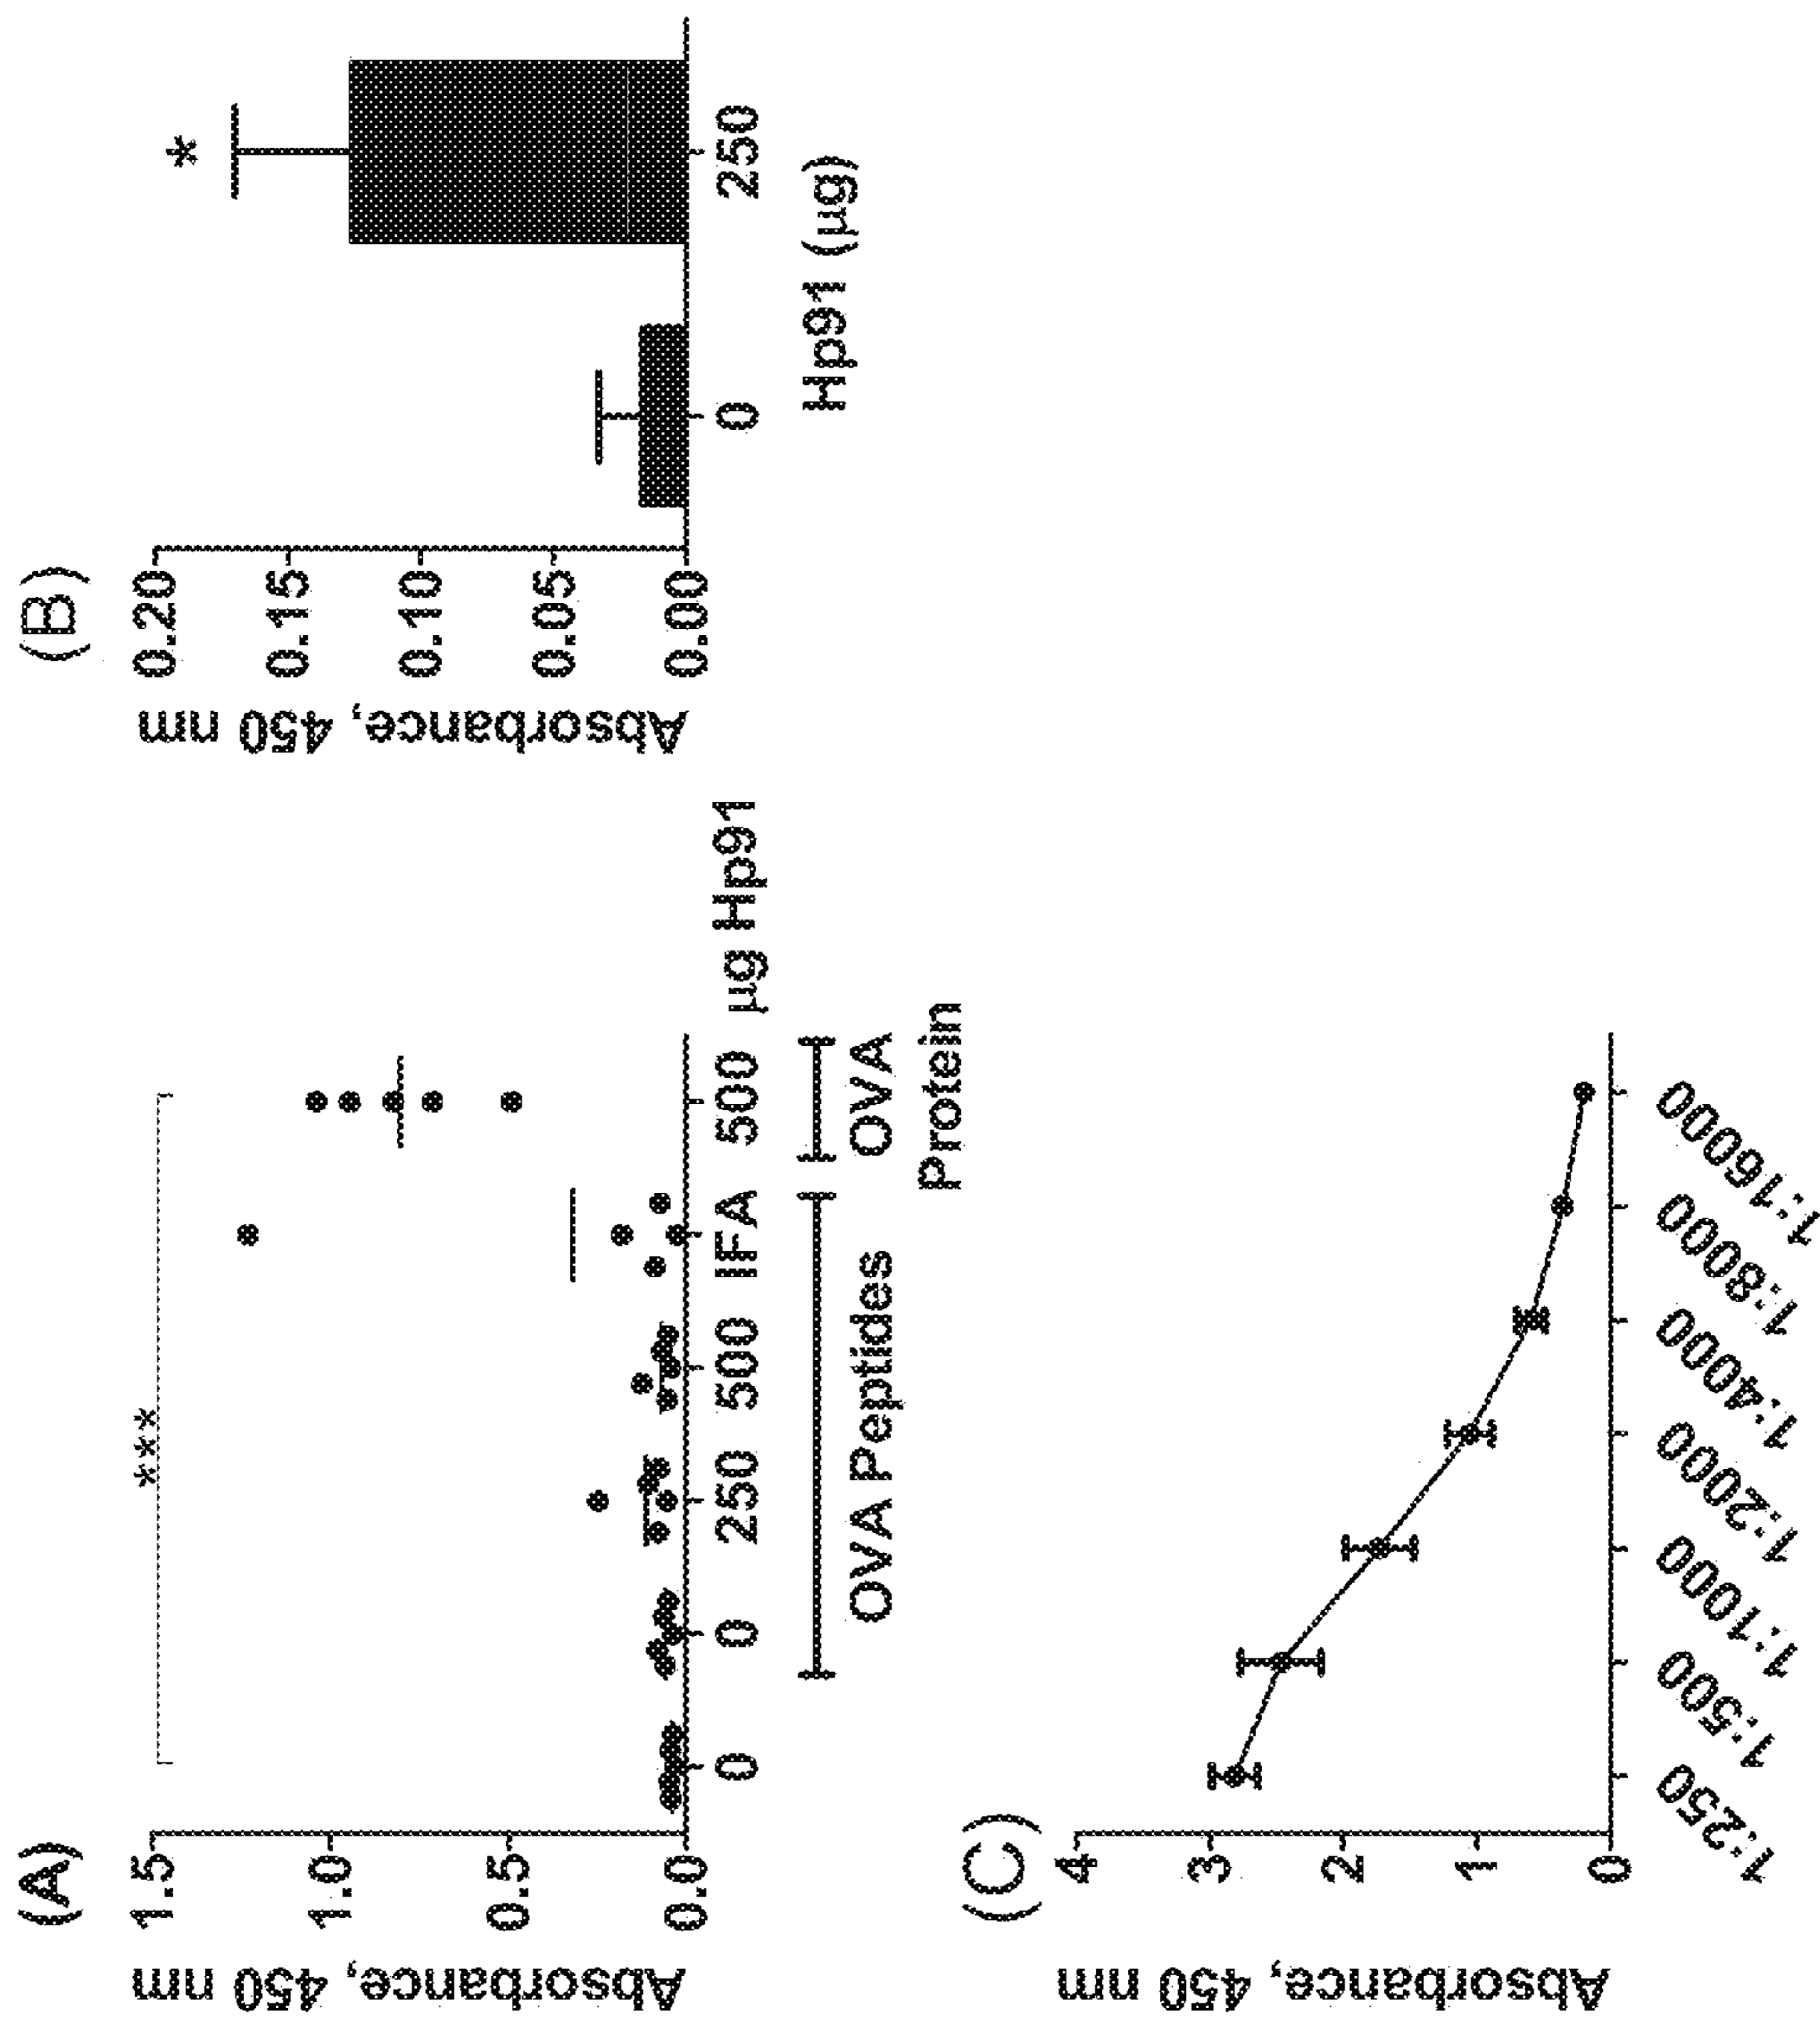 (A)
Absorbance, 450 nm
1.5
1.0
0.5
0.0
***
0 0 250 500 IFA 500 µg Hp91
OVA Peptides
OVA
Protein
(B)
Absorbance, 450 nm
0.20
0.15
0.10
0.05
0.00
*
0 250
Hp91 (µg)
(C)
Absorbance, 450 nm
4
3
2
1
0
1:250
1:500
1:1000
1:2000
1:4000
1:8000
1:16000